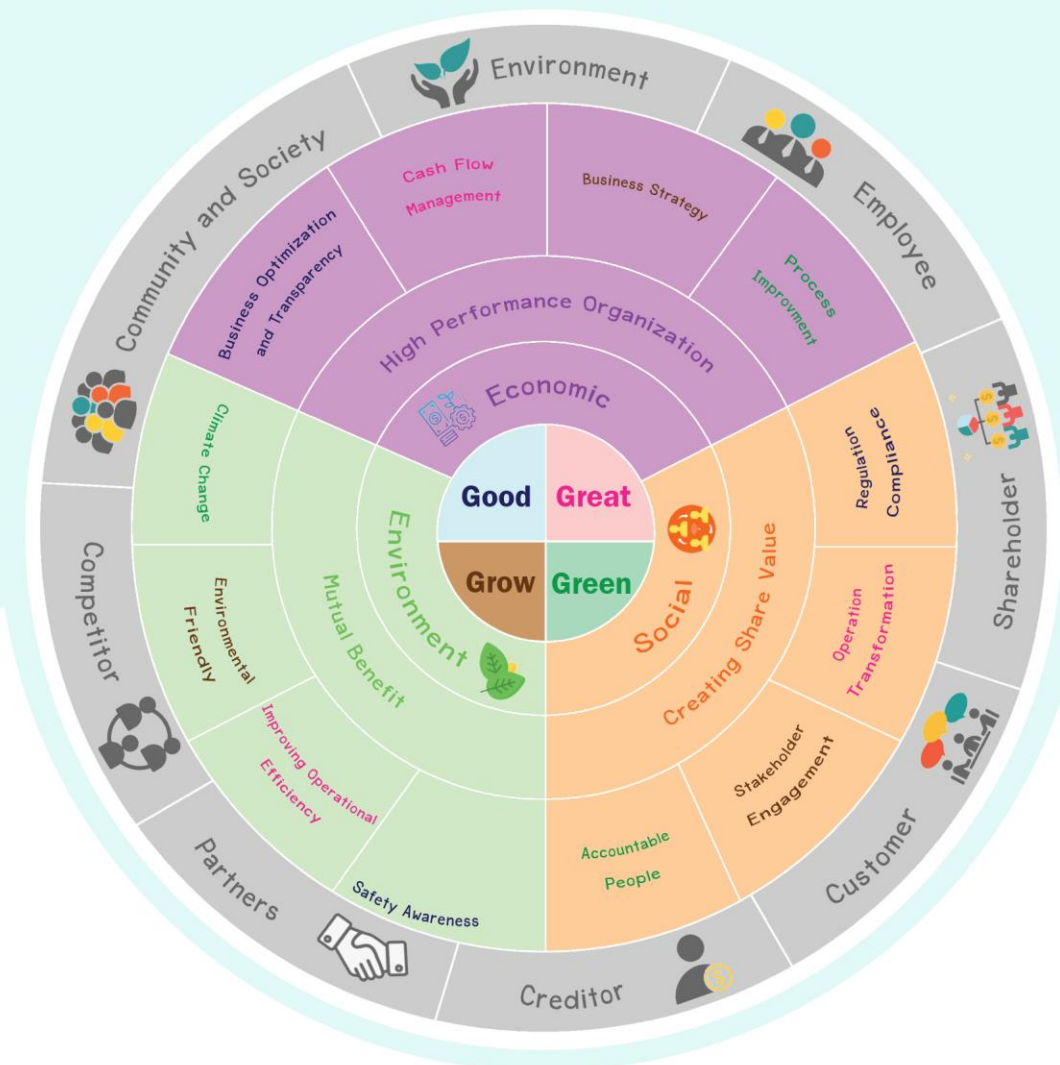 Environment
Employee
Shareholder
Customer
Creditor
Partners
Competitor
Community and Society
Cash Flow
Management
Business Strategy
Process
Improvment
Business Optimization
and Transparency
High Performance Organization
Economic
Regulation
Compliance
Operation
Transformation
Stakeholder
Engagement
Accountable
People
Creating Share Value
Social
Climate Change
Environmental
Friendly
Improving Operational
Efficiency
Safety Awareness
Mutual Benefit
Environment
Good
Great
Grow
Green